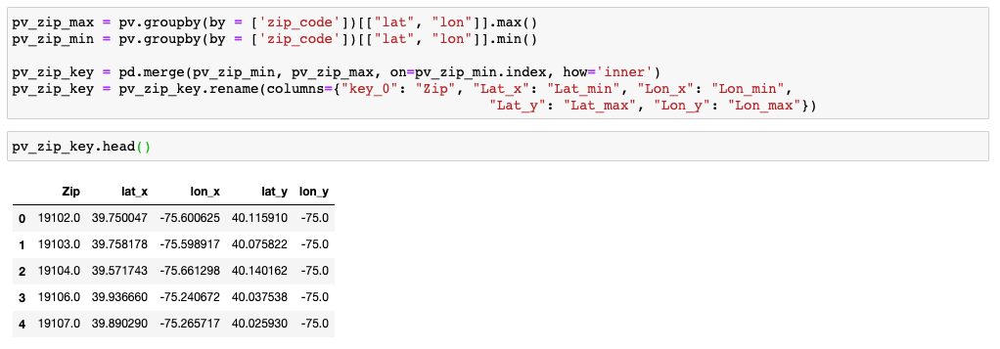 pv_zip_max = pv.groupby(by = ['zip_code'])[["lat", "lon"]].max()
pv_zip_min = pv.groupby(by = ['zip_code'])[["lat", "lon"]].min()
pv_zip_key = pd.merge(pv_zip_min, pv_zip_max, on=pv_zip_min.index, how='inner')
pv_zip_key = pv_zip_key.rename(columns={"key_0": "Zip", "Lat_x": "Lat_min", "Lon_x": "Lon_min",
"Lat_y": "Lat_max", "Lon_y": "Lon_max"})
pv_zip_key.head()
Zip lat_x lon_x lat_y lon_y
0 19102.0 39.750047 -75.600625 40.115910 -75.0
1 19103.0 39.758178 -75.598917 40.075822 -75.0
2 19104.0 39.571743 -75.661298 40.140162 -75.0
3 19106.0 39.936660 -75.240672 40.037538 -75.0
4 19107.0 39.890290 -75.265717 40.025930 -75.0